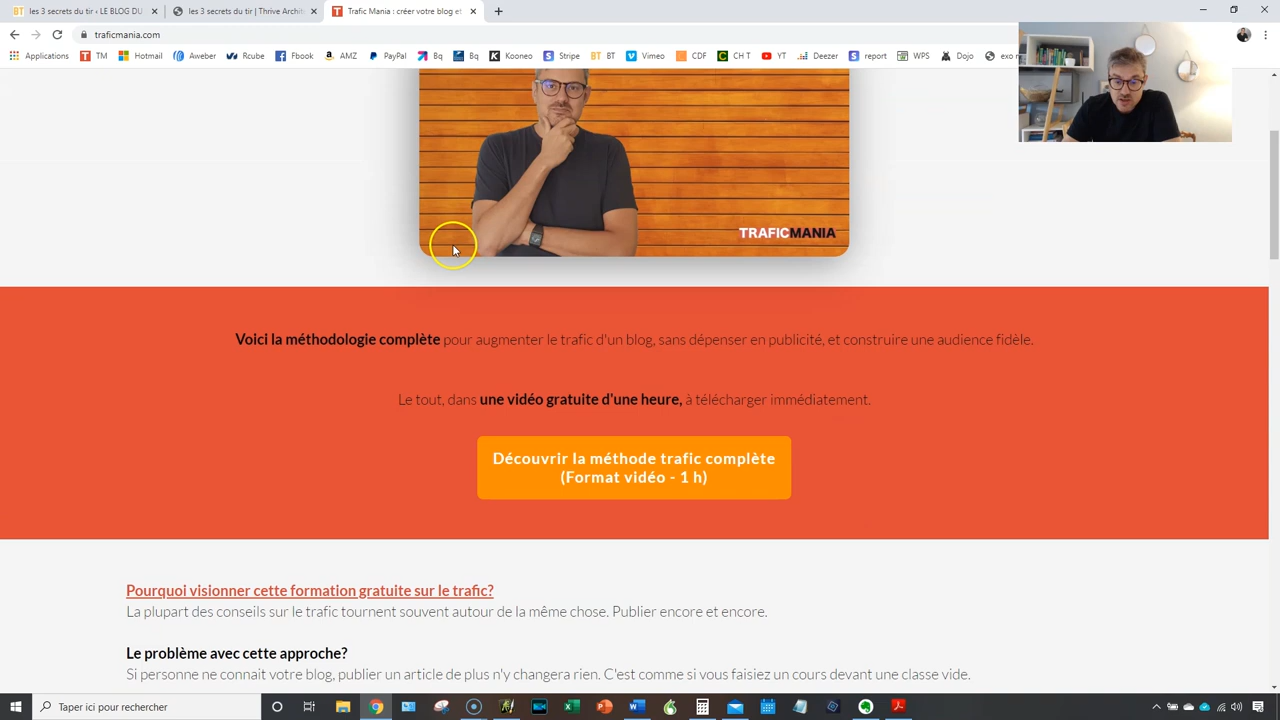 les 3 secrets du tir < LE BLOG DU
les 3 secrets du tir | Thrive Archit
Trafic Mania : créer votre blog et
traficmania.com
Applications TM Hotmail Aweber Rcube Fbook AMZ PayPal Bq Bq Kooneo Stripe BT Vimeo CDF CH T YT Deezer report WPS Dojo exo
TRAFICMANIA
Voici la méthodologie complète pour augmenter le trafic d'un blog, sans dépenser en publicité, et construire une audience fidèle.
Le tout, dans une vidéo gratuite d'une heure, à télécharger immédiatement.
Découvrir la méthode trafic complète
(Format vidéo - 1 h)
Pourquoi visionner cette formation gratuite sur le trafic?
La plupart des conseils sur le trafic tournent souvent autour de la même chose. Publier encore et encore.
Le problème avec cette approche?
Si personne ne connait votre blog, publier un article de plus n'y changera rien. C'est comme si vous faisiez un cours devant une classe vide.
Taper ici pour rechercher